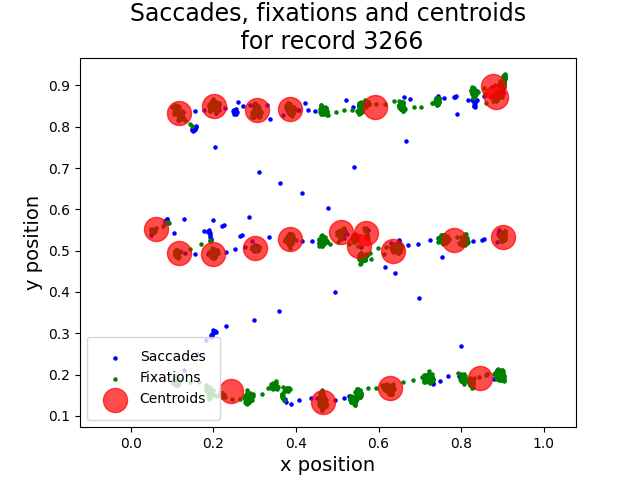 Saccades, fixations and centroids
for record 3266
0.9
0.8
0.7
0.6
0.5
0.4
0.3
0.2
0.1
y position
Saccades
Fixations
Centroids
0.0 0.2 0.4 0.6 0.8 1.0
x position